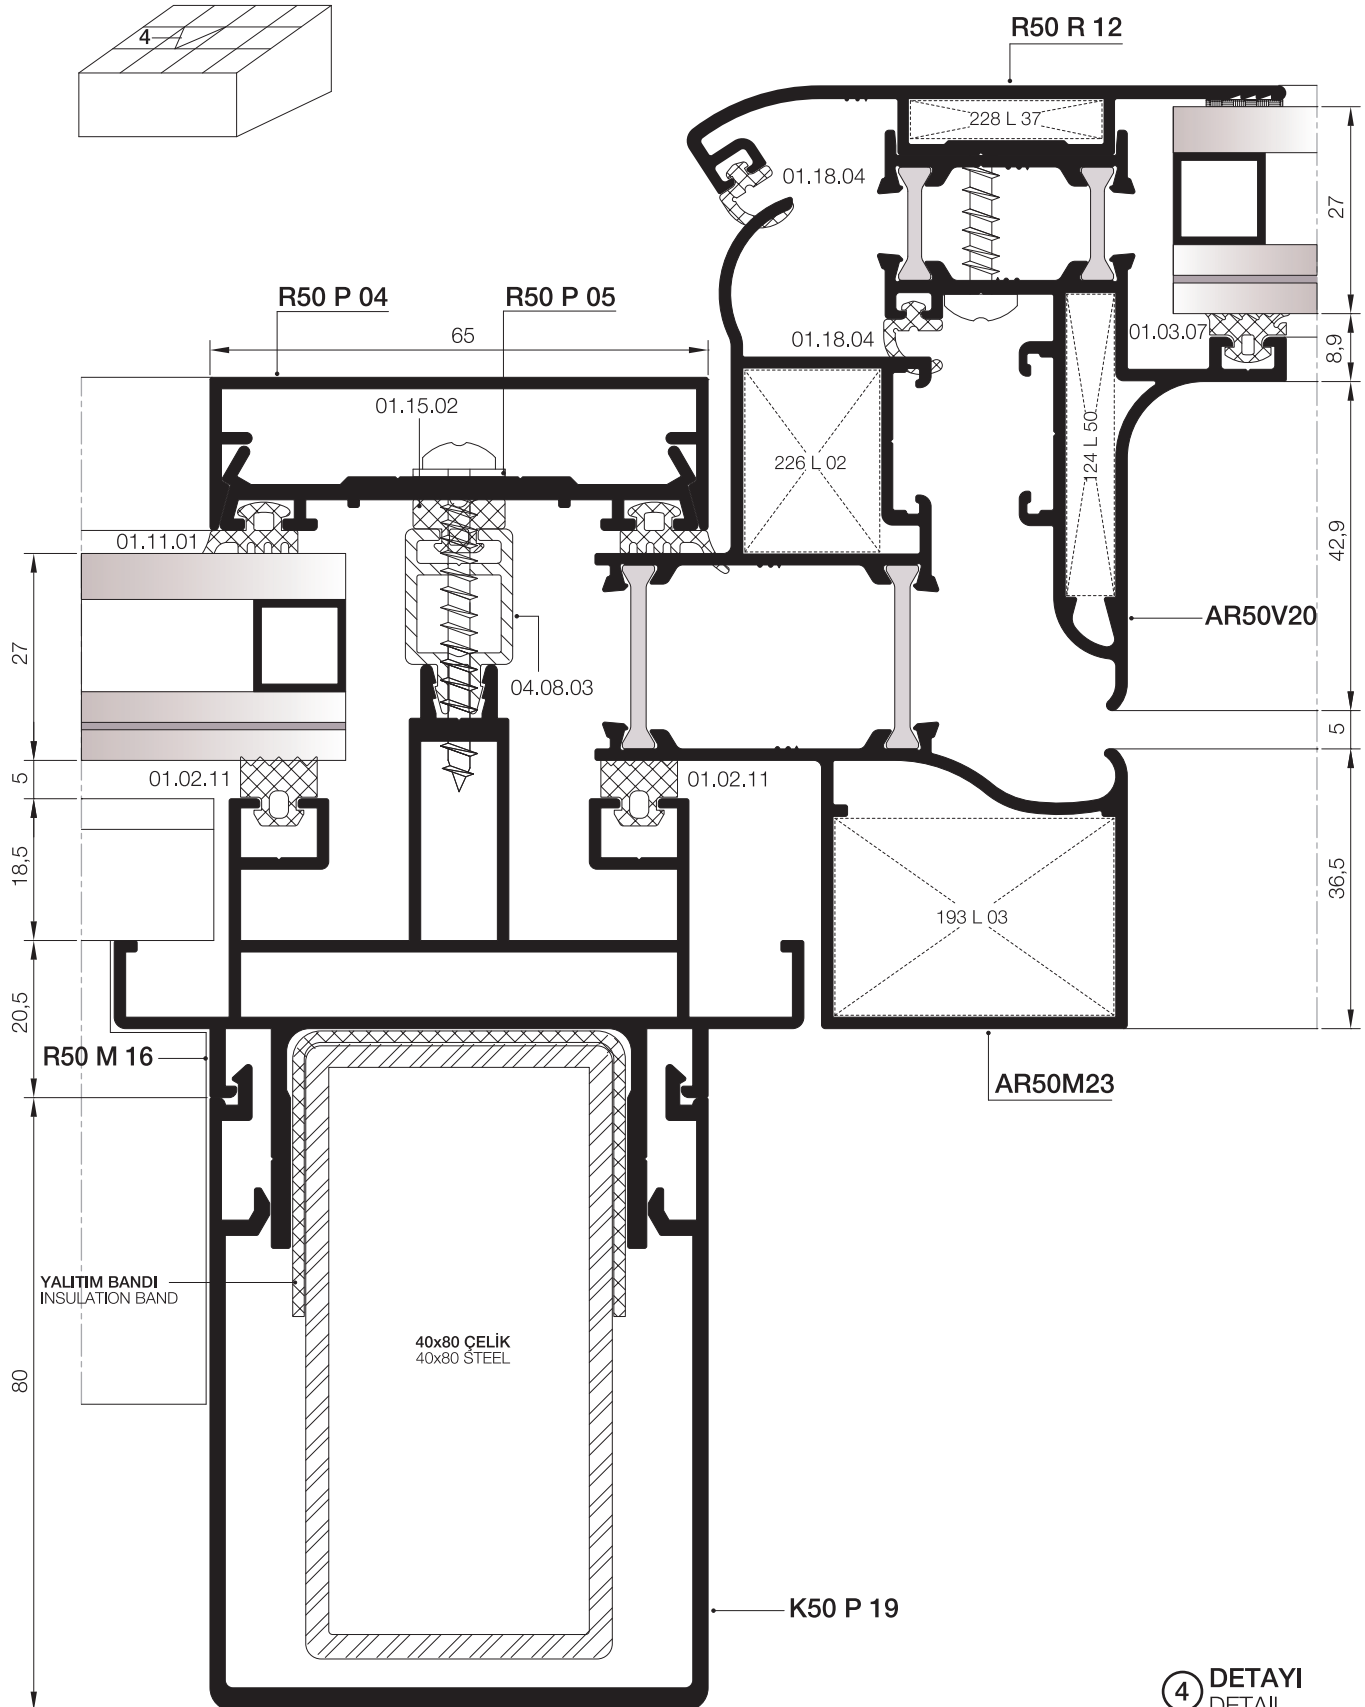 4
R50 R 12
228 L 37
01.18.04
27
R50 P 04
R50 P 05
65
01.18.04
01.03.07
8,9
01.15.02
124 L 50
226 L 02
42,9
01.11.01
27
AR50V20
04.08.03
5
5
01.02.11
01.02.11
18,5
36,5
193 L 03
20,5
R50 M 16
AR50M23
YALITIM BANDI
INSULATION BAND
40x80 ÇELİK
40x80 STEEL
80
K50 P 19
4 DETAYI
DETAIL